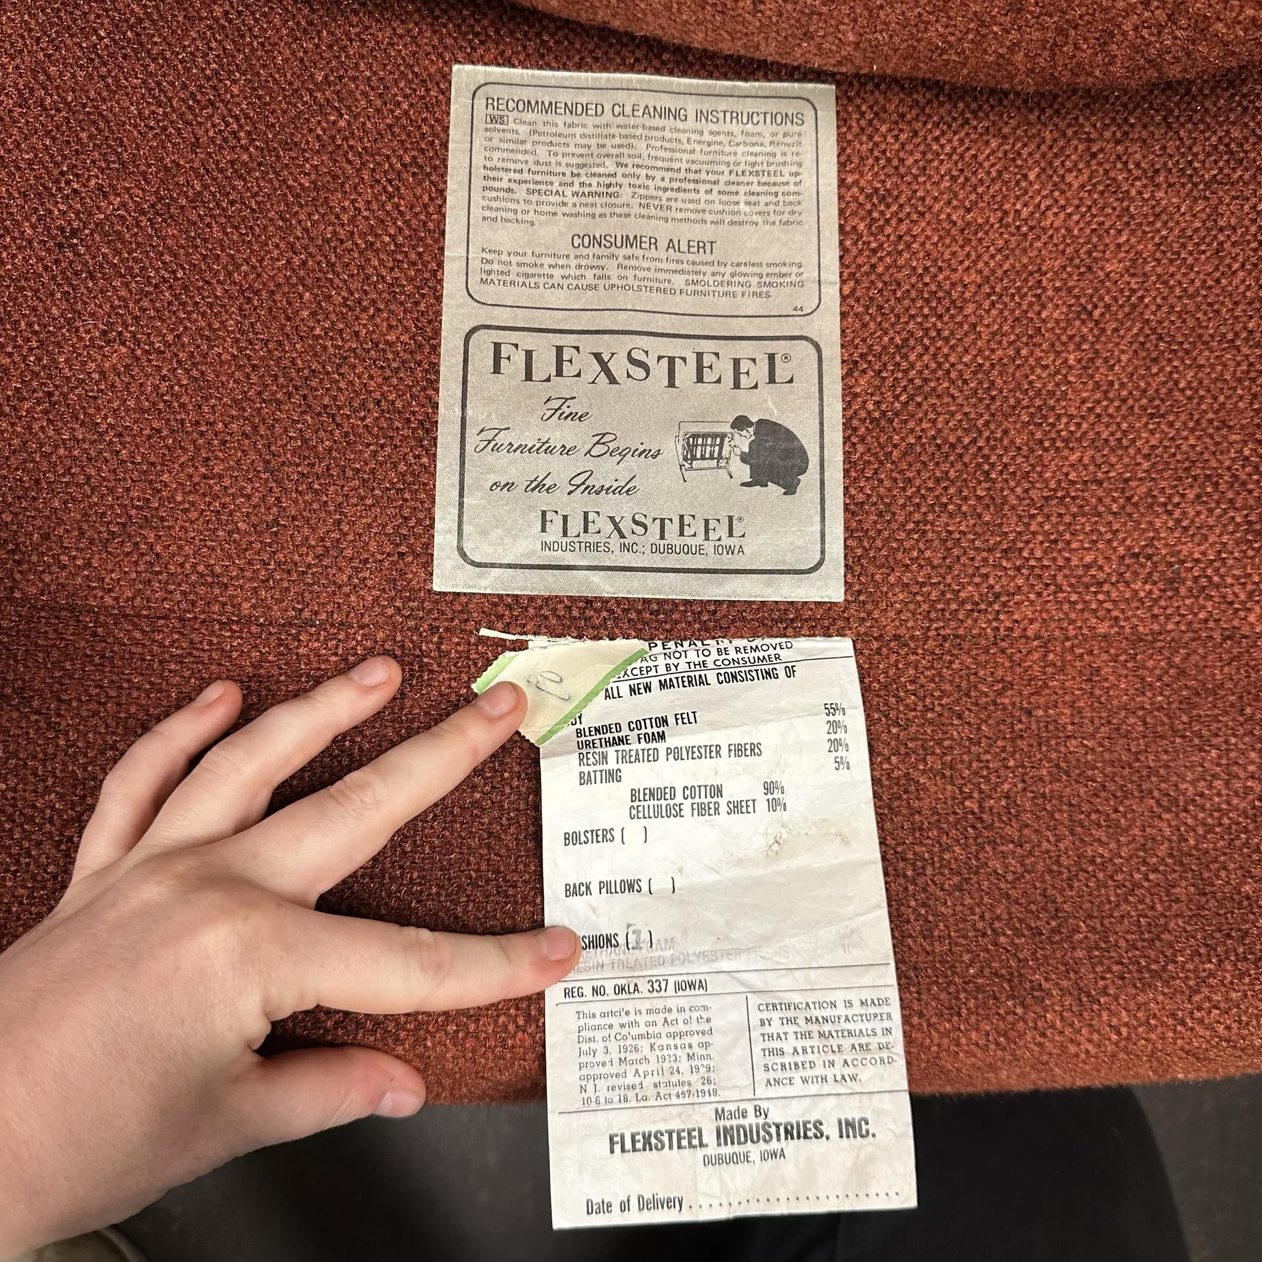 RECOMMENDED CLEANING INSTRUCTIONS
WS Clean this fabric with water-based cleaning agents, foam, or pure
solvents. (Petroleum distillate-based products, Energine, Carbona, Renuzit
or similar products may be used). Professional furniture cleaning is re-
commended. To prevent overall soil, frequent vacuuming or light brushing
to remove dust is suggested. We recommend that your FLEXSTEEL up-
holstered furniture be cleaned only by a professional cleaner because of
their experience and the highly toxic ingredients of some cleaning com-
pounds. SPECIAL WARNING: Zippers are used on loose seat and back
cushions to provide a neat closure. NEVER remove cushion covers for dry
cleaning or home washing as these cleaning methods will destroy the fabric
and backing.
CONSUMER ALERT
Keep your furniture and family safe from fires caused by careless smoking.
Do not smoke when drowsy. Remove immediately any glowing ember or
lighted cigarette which falls on furniture. SMOLDERING SMOKING
MATERIALS CAN CAUSE UPHOLSTERED FURNITURE FIRES.
44
FLEXSTEEL®
Fine
Furniture Begins
on the Inside
FLEXSTEEL®
INDUSTRIES, INC.; DUBUQUE, IOWA
PENALTY
AG NOT TO BE REMOVED
EXCEPT BY THE CONSUMER
ALL NEW MATERIAL CONSISTING OF
DY
BLENDED COTTON FELT 55%
URETHANE FOAM 20%
RESIN TREATED POLYESTER FIBERS 20%
BATTING 5%
BLENDED COTTON 90%
CELLULOSE FIBER SHEET 10%
BOLSTERS ( )
BACK PILLOWS ( )
SHIONS (1)
FOAM
RESIN TREATED POLYESTER
REG. NO. OKLA. 337 (IOWA)
This article is made in com-
pliance with an Act of the
Dist. of Columbia approved
July 3, 1926; Kansas ap-
proved March 1923; Minn.
approved April 24, 1929;
N.J. revised statutes 26;
10-6 to 18. La. Act 457-1948.
CERTIFICATION IS MADE
BY THE MANUFACTURER
THAT THE MATERIALS IN
THIS ARTICLE ARE DE-
SCRIBED IN ACCORD-
ANCE WITH LAW.
Made By
FLEXSTEEL INDUSTRIES, INC.
DUBUQUE, IOWA
Date of Delivery